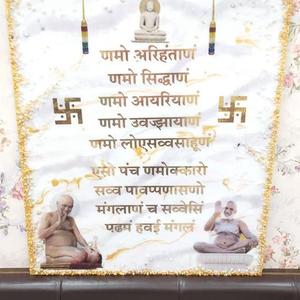 णमो अरिहंताणं
णमो सिद्धाणं
णमो आयरियाणं
णमो उवज्झायाणं
णमो लोएसव्वसाहूणं
एसो पंच णमोक्कारो
सव्व पावप्पणासणो
मंगलाणं च सव्वेसिं
पढमं हवई मंगलं